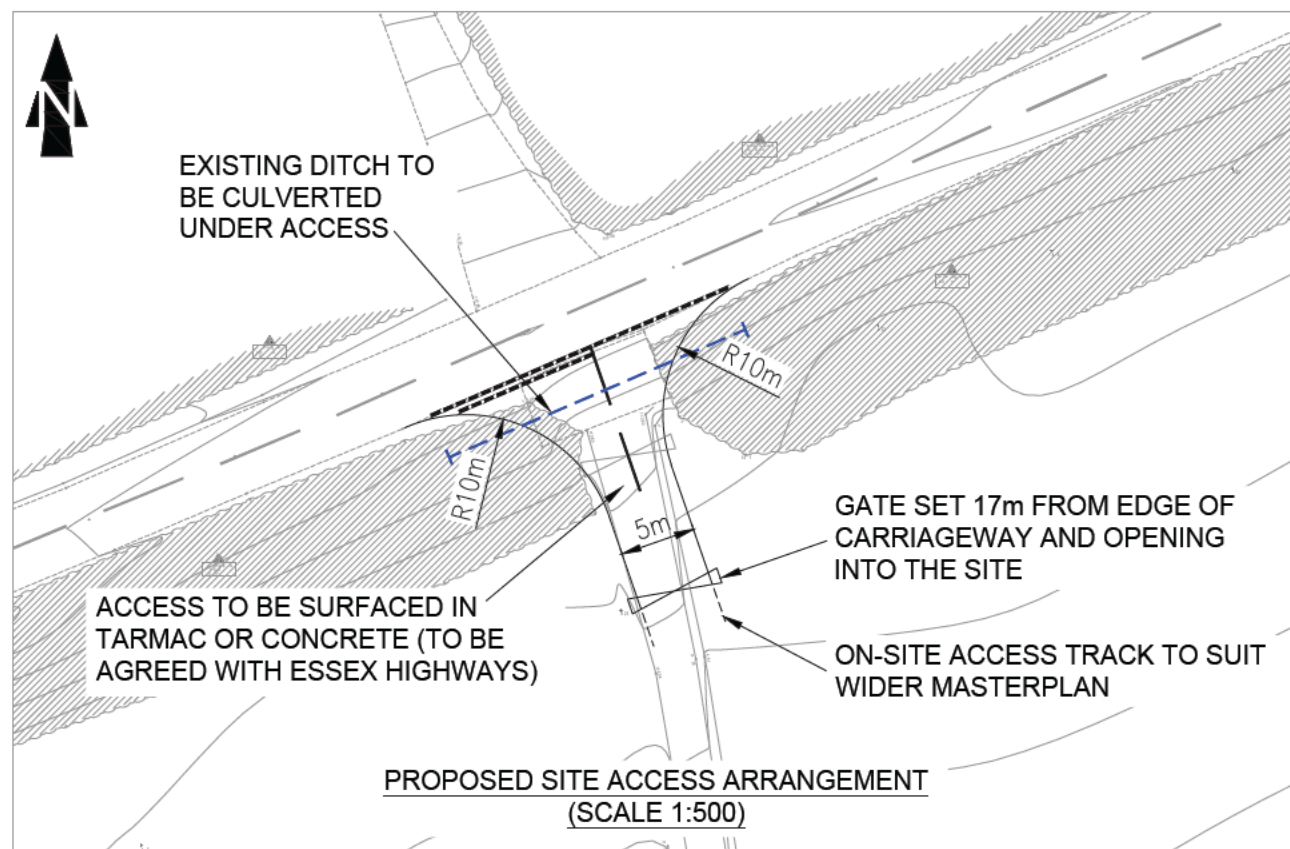 N
EXISTING DITCH TO
BE CULVERTED
UNDER ACCESS
R10m
R10m
5m
GATE SET 17m FROM EDGE OF
CARRIAGEWAY AND OPENING
INTO THE SITE
ACCESS TO BE SURFACED IN
TARMAC OR CONCRETE (TO BE
AGREED WITH ESSEX HIGHWAYS)
ON-SITE ACCESS TRACK TO SUIT
WIDER MASTERPLAN
PROPOSED SITE ACCESS ARRANGEMENT
(SCALE 1:500)